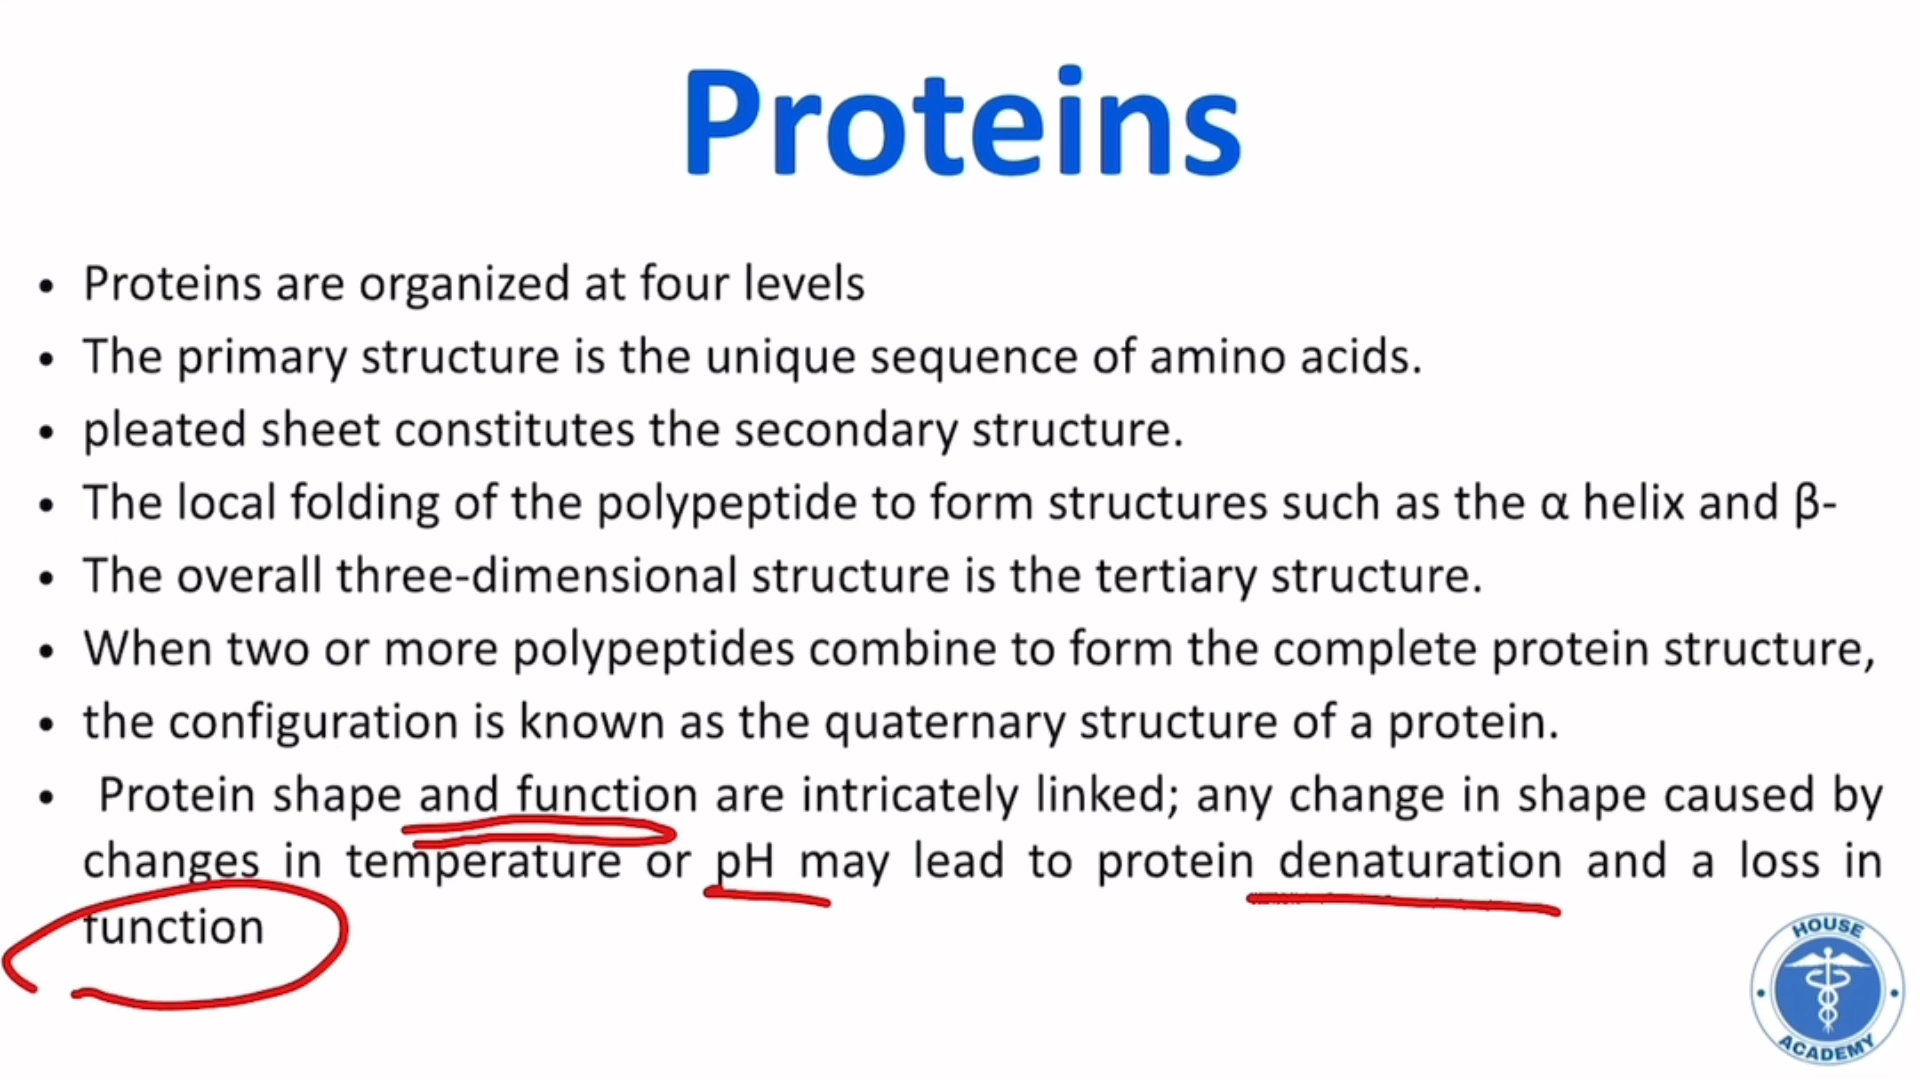 Proteins
• Proteins are organized at four levels
• The primary structure is the unique sequence of amino acids.
• pleated sheet constitutes the secondary structure.
• The local folding of the polypeptide to form structures such as the α helix and β-
• The overall three-dimensional structure is the tertiary structure.
• When two or more polypeptides combine to form the complete protein structure,
• the configuration is known as the quaternary structure of a protein.
• Protein shape and function are intricately linked; any change in shape caused by
changes in temperature or pH may lead to protein denaturation and a loss in
function
HOUSE
ACADEMY